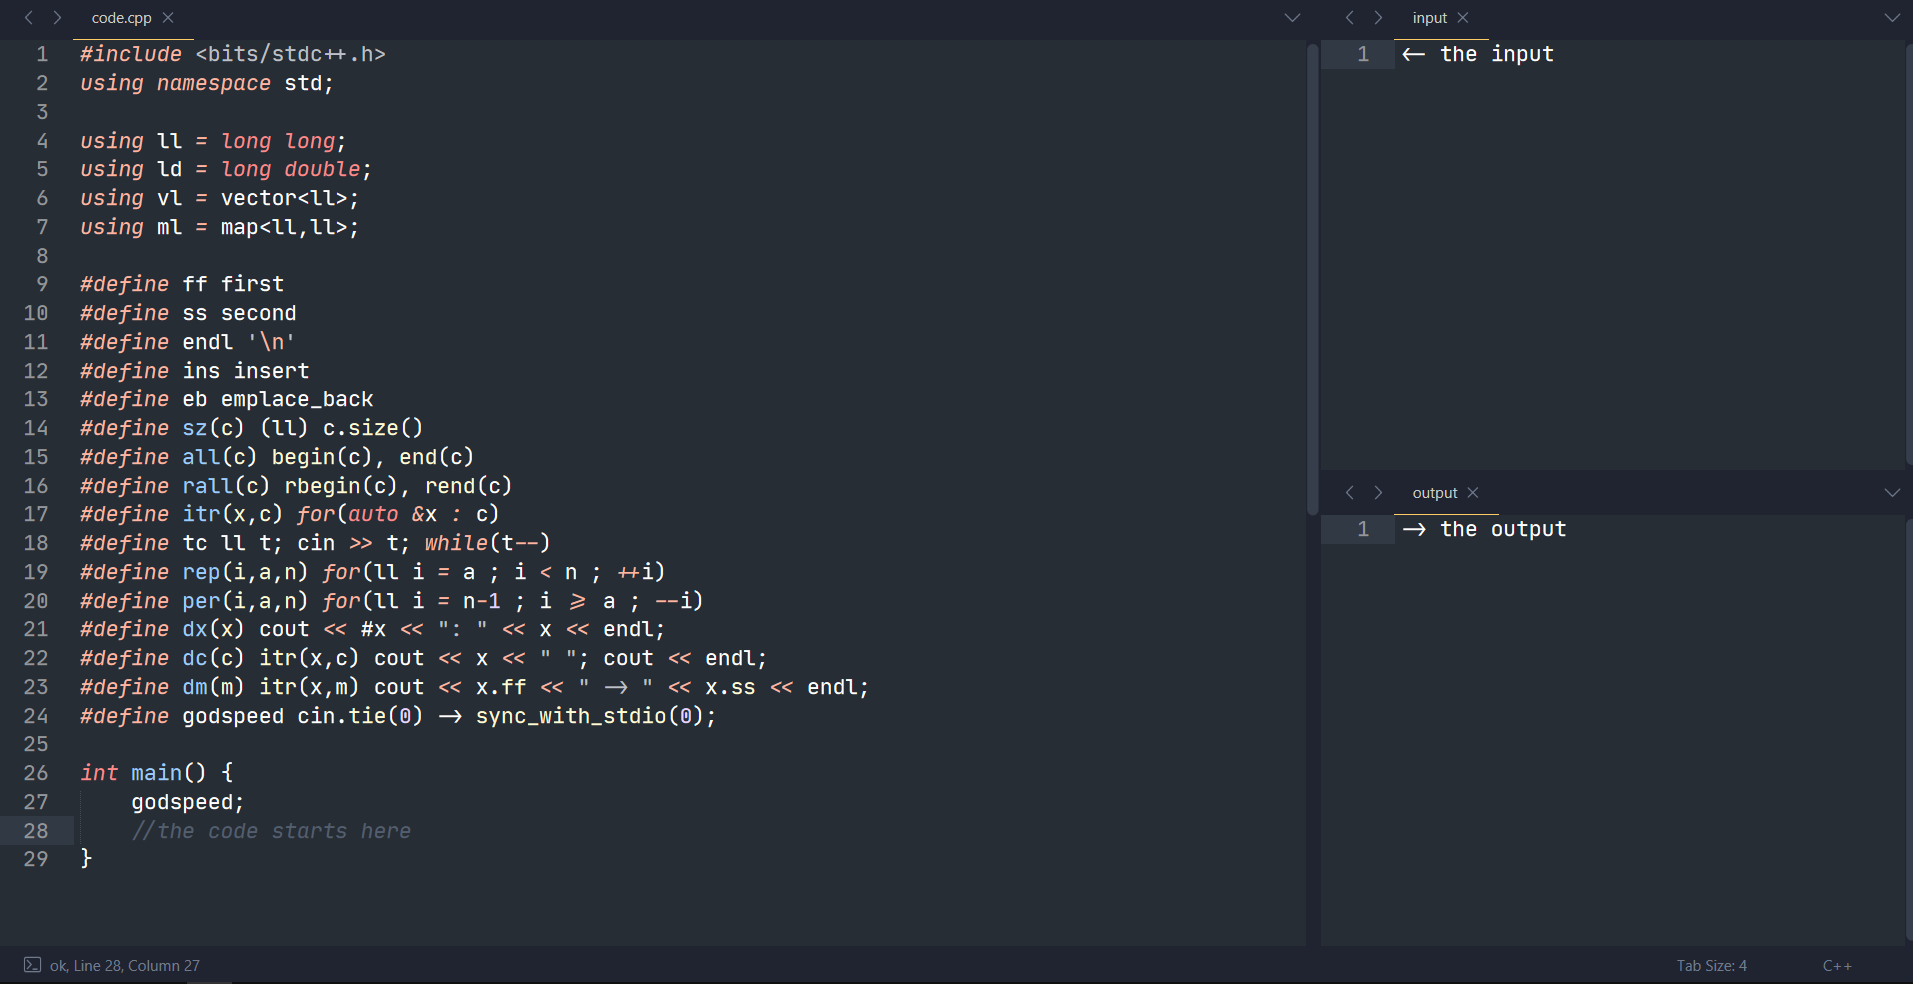 code.cpp
#include <bits/stdc++.h>
using namespace std;
using ll = long long;
using ld = long double;
using vl = vector<ll>;
using ml = map<ll,ll>;
#define ff first
#define ss second
#define endl '\n'
#define ins insert
#define eb emplace_back
#define sz(c) (ll) c.size()
#define all(c) begin(c), end(c)
#define rall(c) rbegin(c), rend(c)
#define itr(x,c) for(auto &x : c)
#define tc ll t; cin >> t; while(t--)
#define rep(i,a,n) for(ll i = a ; i < n ; ++i)
#define per(i,a,n) for(ll i = n-1 ; i >= a ; --i)
#define dx(x) cout << #x << ": " << x << endl;
#define dc(c) itr(x,c) cout << x << " "; cout << endl;
#define dm(m) itr(x,m) cout << x.ff << " -> " << x.ss << endl;
#define godspeed cin.tie(0) -> sync_with_stdio(0);
int main() {
    godspeed;
    //the code starts here
}
1
2
3
4
5
6
7
8
9
10
11
12
13
14
15
16
17
18
19
20
21
22
23
24
25
26
27
28
29
input
1 <- the input
output
1 -> the output
ok, Line 28, Column 27
Tab Size: 4
C++